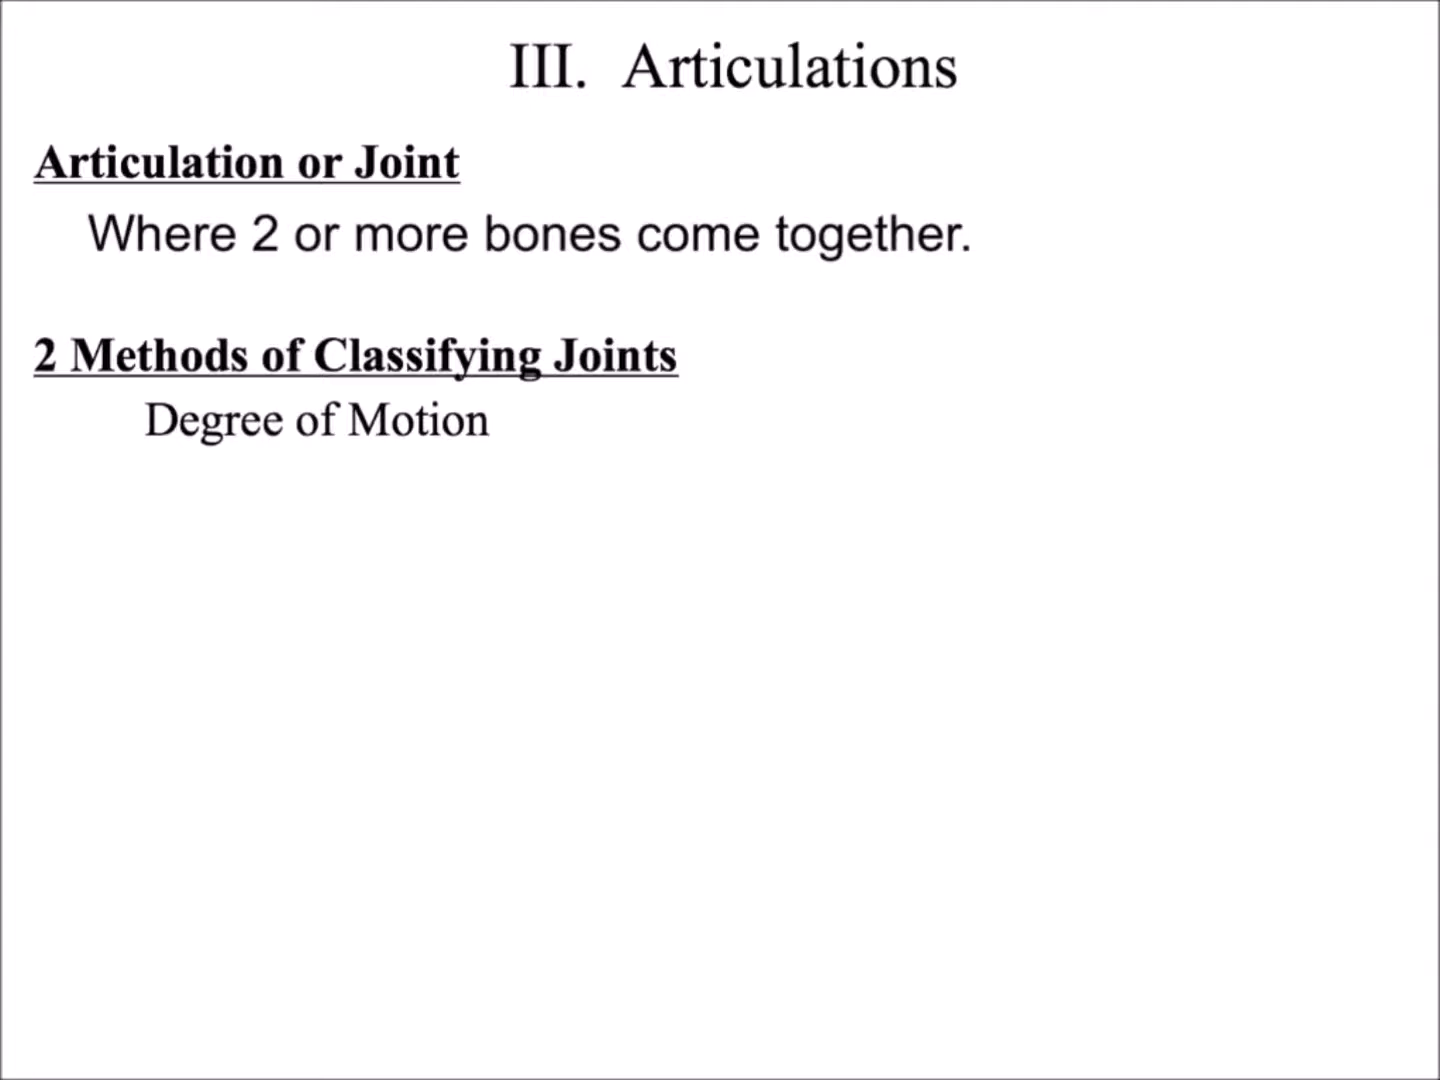 III. Articulations
Articulation or Joint
Where 2 or more bones come together.
2 Methods of Classifying Joints
Degree of Motion